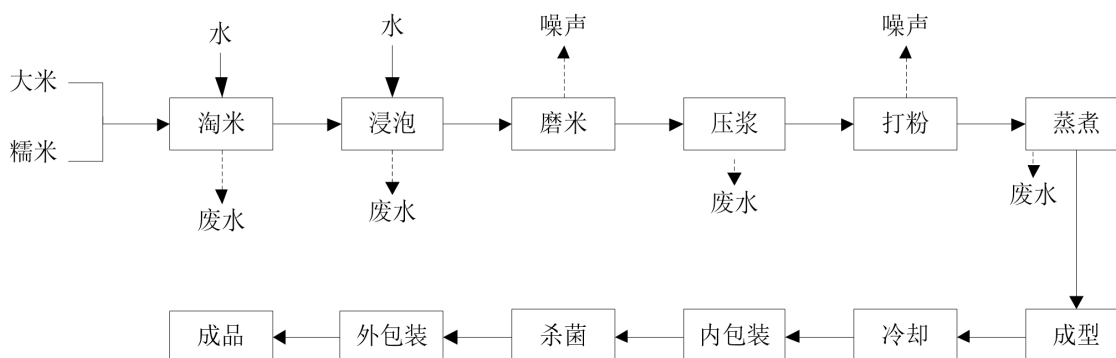 水
水
噪声
噪声
大米
糯米
淘米
浸泡
磨米
压浆
打粉
蒸煮
废水
废水
废水
废水
成品
外包装
杀菌
内包装
冷却
成型